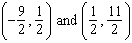 (-9/2, 1/2) and (1/2, 11/2)